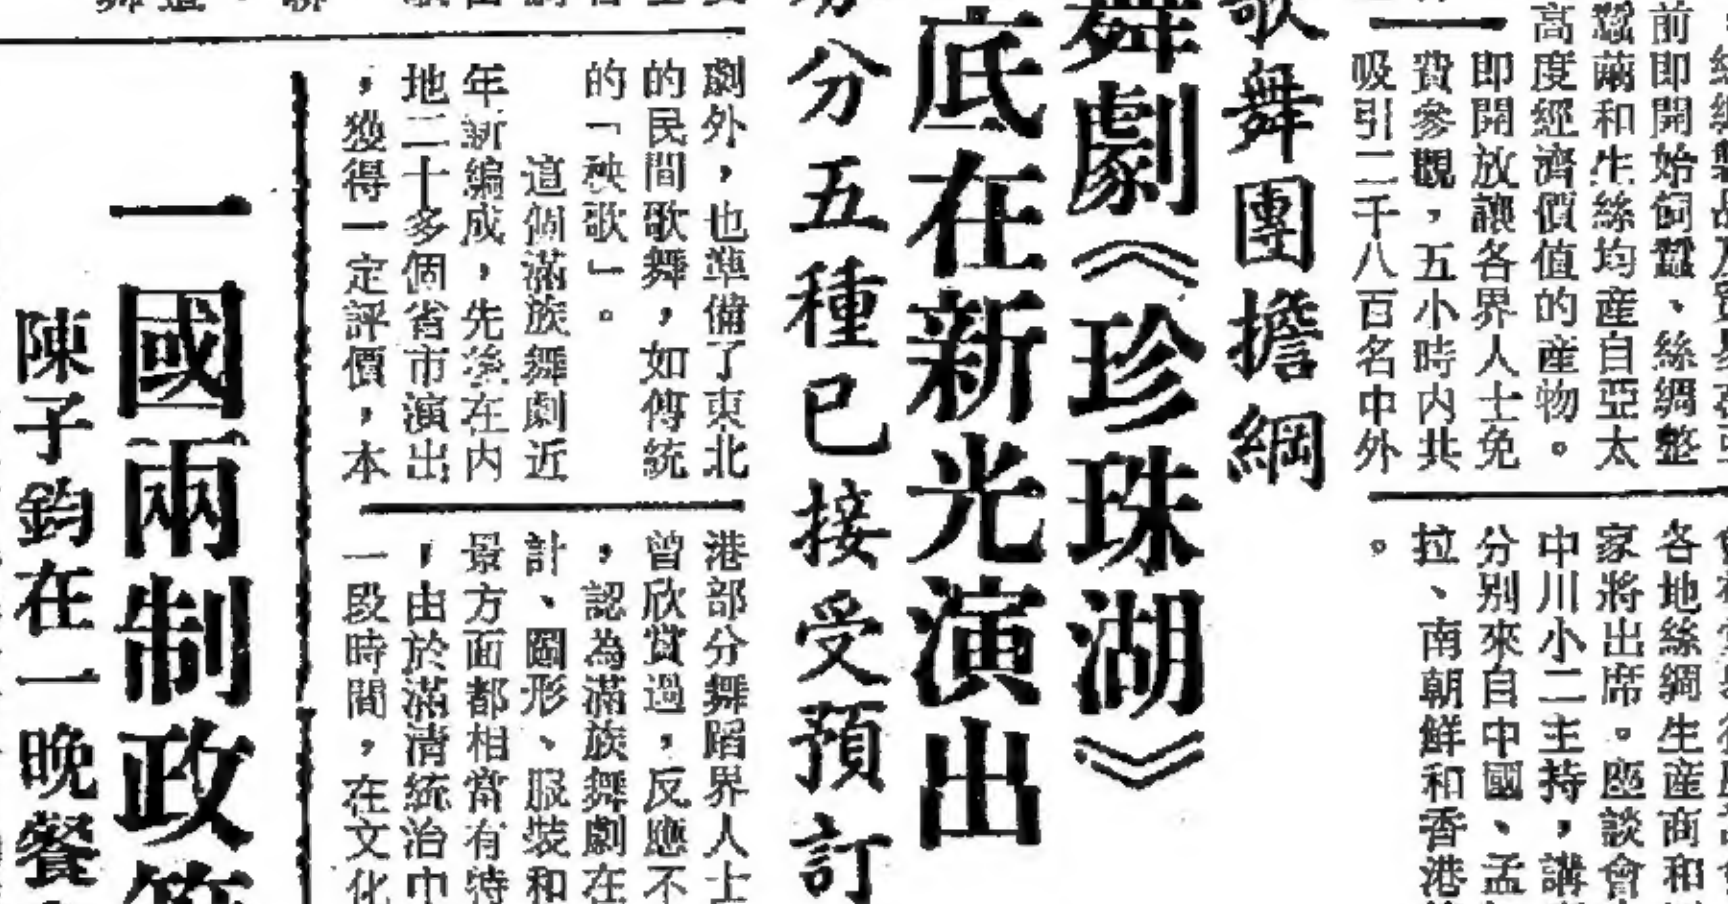 前即開始飼蠶、絲綢整
蠶繭和生絲均產自亞太
高度經濟價值的產物。
即開放讓各界人士免
費參觀，五小時內共
吸引二千八百名中外
各地絲綢生產商和
家將出席。座談會
中川小二主持，講
分別來自中國、孟
拉、南朝鮮和香港
。
歌舞團擔綱
舞劇《珍珠湖》
底在新光演出
分五種已接受預訂
劇外，也準備了東北
的民間歌舞，如傳統
的「秧歌」。
這個滿族舞劇近
年新編成，先後在內
地二十多個省市演出
，獲得一定評價，本
港部分舞蹈界人士
曾欣賞過，反應不
，認為滿族舞劇在
計、圖形、服裝和
景方面都相當有特
，由於滿清統治中
一段時間，在文化
一國兩制政策
陳子鈞在一晚餐